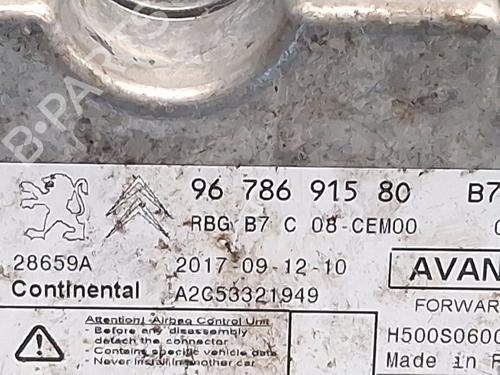 B-PARTS
96 786 915 80 B7
RBG B7 C 08-CEM00
28659A 2017-09-12-10 AVAN
Continental A2C53321949 FORWAR
Attention! Airbag Control Unit
- Before any disassembly
detach the connector
- Contains specific vehicle data
- Never install in another car
H500S060
Made in R